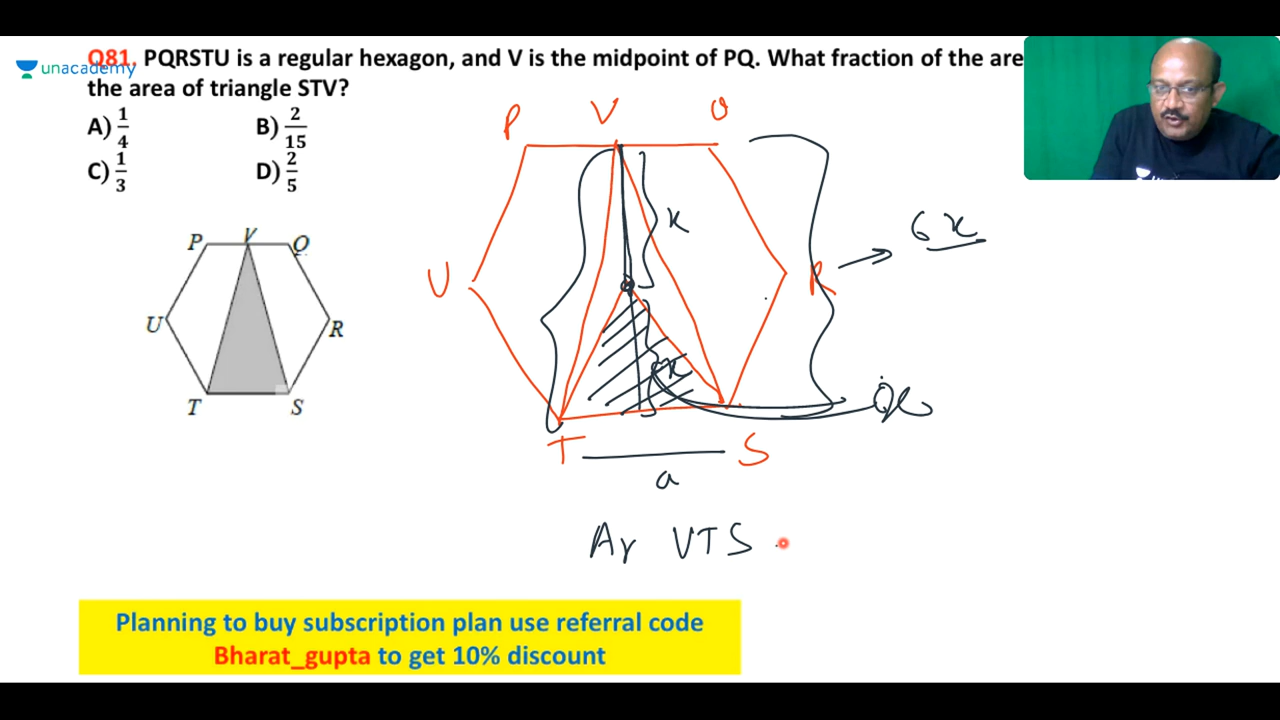 Q81. PQRSTU is a regular hexagon, and V is the midpoint of PQ. What fraction of the are
unacademy
the area of triangle STV?
A) 1/4 B) 2/15
C) 1/3 D) 2/5
P V Q
U R
T S
P V Q
x
U R → 6x
x
T S
a
Ar VTS
Planning to buy subscription plan use referral code
Bharat_gupta to get 10% discount